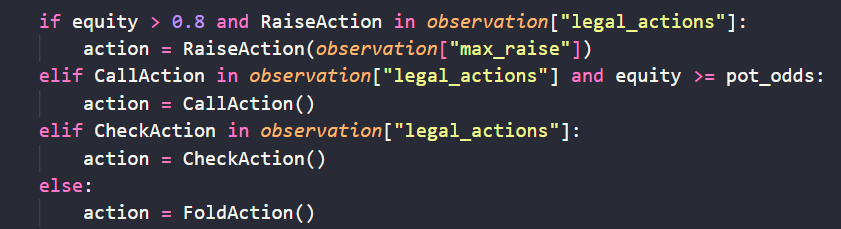 if equity > 0.8 and RaiseAction in observation["legal_actions"]:
    action = RaiseAction(observation["max_raise"])
elif CallAction in observation["legal_actions"] and equity >= pot_odds:
    action = CallAction()
elif CheckAction in observation["legal_actions"]:
    action = CheckAction()
else:
    action = FoldAction()